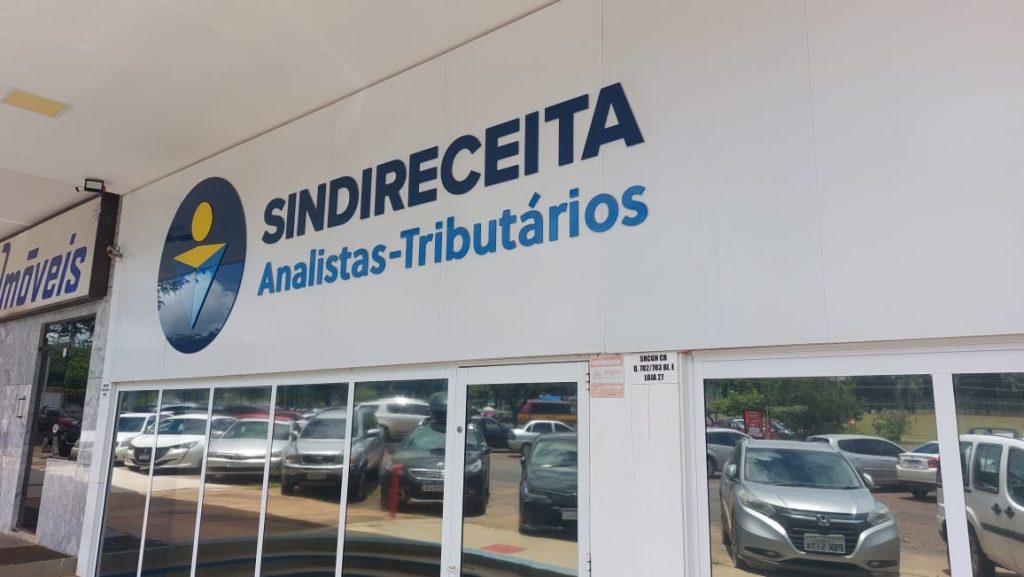 SINDIRECEITA
Analistas-Tributários
Imóveis
SHCGN CR
Q. 702/703 BL E
LOJA 27